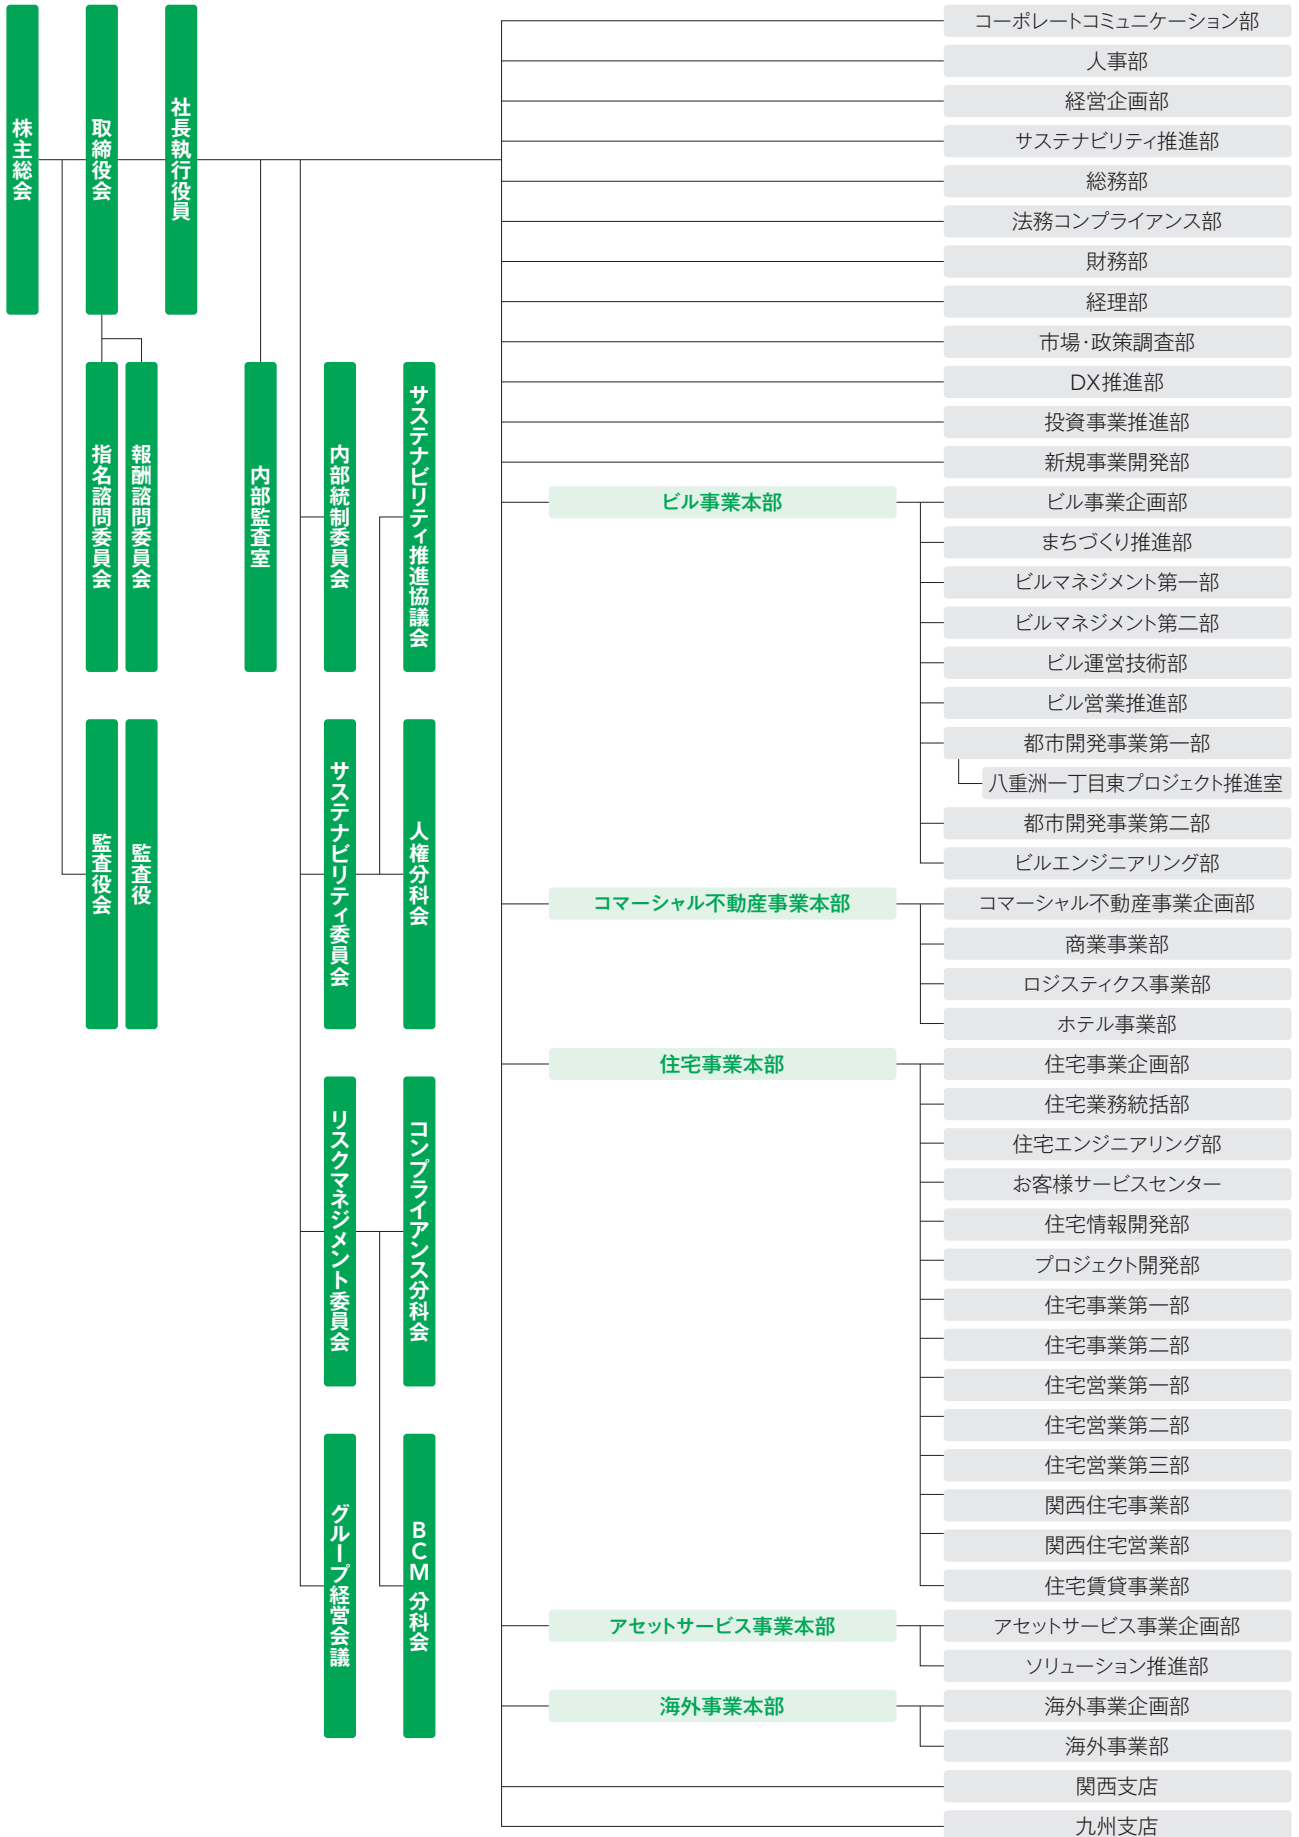 株主総会
取締役会
社長執行役員
指名諮問委員会
報酬諮問委員会
内部監査室
内部統制委員会
サステナビリティ推進協議会
監査役会
監査役
サステナビリティ委員会
人権分科会
リスクマネジメント委員会
コンプライアンス分科会
グループ経営会議
BCM分科会
コーポレートコミュニケーション部
人事部
経営企画部
サステナビリティ推進部
総務部
法務コンプライアンス部
財務部
経理部
市場・政策調査部
DX推進部
投資事業推進部
新規事業開発部
ビル事業本部
ビル事業企画部
まちづくり推進部
ビルマネジメント第一部
ビルマネジメント第二部
ビル運営技術部
ビル営業推進部
都市開発事業第一部
八重洲一丁目東プロジェクト推進室
都市開発事業第二部
ビルエンジニアリング部
コマーシャル不動産事業本部
コマーシャル不動産事業企画部
商業事業部
ロジスティクス事業部
ホテル事業部
住宅事業本部
住宅事業企画部
住宅業務統括部
住宅エンジニアリング部
お客様サービスセンター
住宅情報開発部
プロジェクト開発部
住宅事業第一部
住宅事業第二部
住宅営業第一部
住宅営業第二部
住宅営業第三部
関西住宅事業部
関西住宅営業部
住宅賃貸事業部
アセットサービス事業本部
アセットサービス事業企画部
ソリューション推進部
海外事業本部
海外事業企画部
海外事業部
関西支店
九州支店